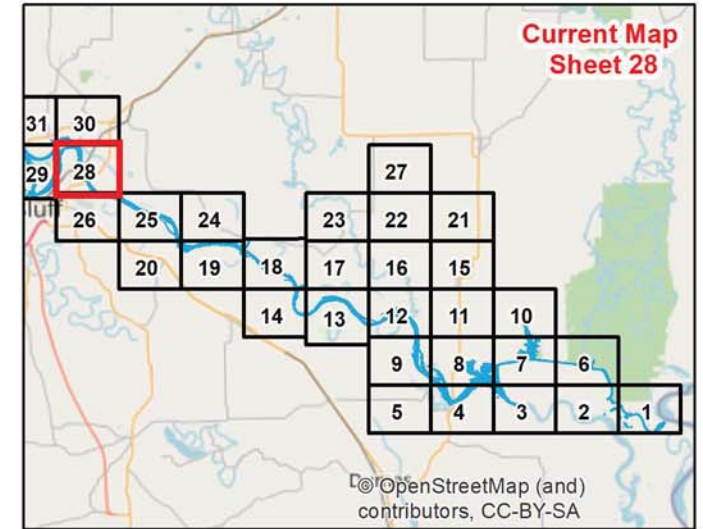 Current Map
Sheet 28
31 30
29 28
luff
27
26 25 24 23 22 21
20 19 18 17 16 15
14 13 12 11 10
9 8 7 6
5 4 3 2 1
© OpenStreetMap (and)
contributors, CC-BY-SA